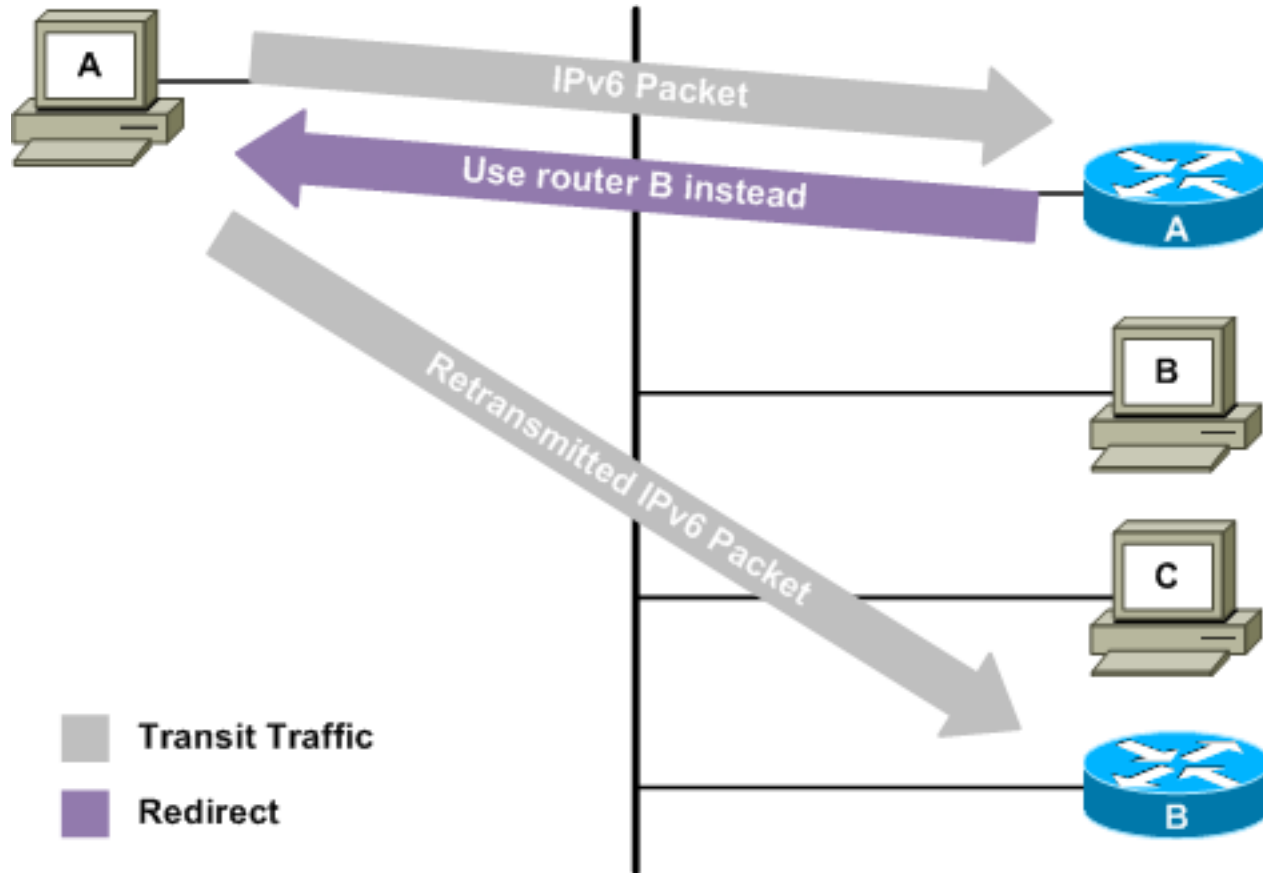 A
IPv6 Packet
Use router B instead
A
B
Retransmitted IPv6 Packet
C
Transit Traffic
Redirect
B